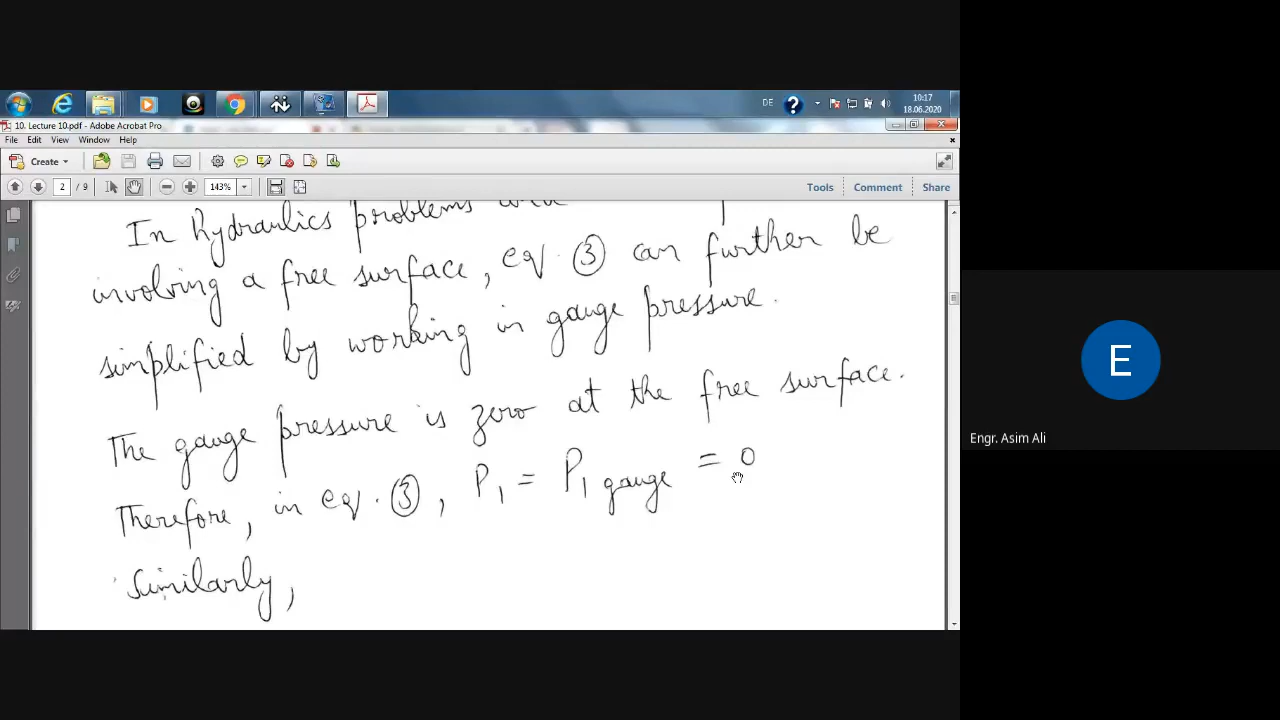 DE
10:17
18.06.2020
10. Lecture 10.pdf - Adobe Acrobat Pro
File Edit View Window Help
Create
2 / 9 143% Tools Comment Share
In hydraulics problems
involving a free surface, eq. ③ can further be
simplified by working in gauge pressure.
The gauge pressure is zero at the free surface.
Therefore, in eq. ③, P₁ = P₁ gauge = 0
Similarly,
E
Engr. Asim Ali